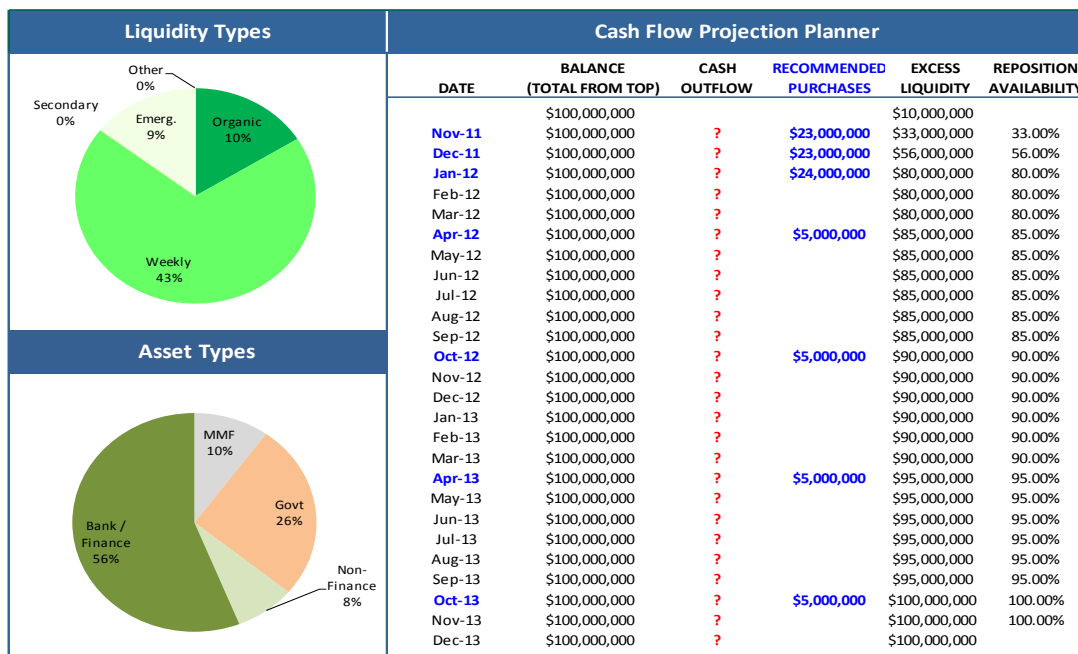 Liquidity Types
Other
0%
Secondary
0%
Emerg.
9%
Organic
10%
Weekly
43%
Asset Types
MMF
10%
Govt
26%
Bank /
Finance
56%
Non-
Finance
8%
Cash Flow Projection Planner
BALANCE CASH RECOMMENDED EXCESS REPOSITION
DATE (TOTAL FROM TOP) OUTFLOW PURCHASES LIQUIDITY AVAILABILITY
$100,000,000 $10,000,000
Nov-11 $100,000,000 ? $23,000,000 $33,000,000 33.00%
Dec-11 $100,000,000 ? $23,000,000 $56,000,000 56.00%
Jan-12 $100,000,000 ? $24,000,000 $80,000,000 80.00%
Feb-12 $100,000,000 ? $80,000,000 80.00%
Mar-12 $100,000,000 ? $80,000,000 80.00%
Apr-12 $100,000,000 ? $5,000,000 $85,000,000 85.00%
May-12 $100,000,000 ? $85,000,000 85.00%
Jun-12 $100,000,000 ? $85,000,000 85.00%
Jul-12 $100,000,000 ? $85,000,000 85.00%
Aug-12 $100,000,000 ? $85,000,000 85.00%
Sep-12 $100,000,000 ? $85,000,000 85.00%
Oct-12 $100,000,000 ? $5,000,000 $90,000,000 90.00%
Nov-12 $100,000,000 ? $90,000,000 90.00%
Dec-12 $100,000,000 ? $90,000,000 90.00%
Jan-13 $100,000,000 ? $90,000,000 90.00%
Feb-13 $100,000,000 ? $90,000,000 90.00%
Mar-13 $100,000,000 ? $90,000,000 90.00%
Apr-13 $100,000,000 ? $5,000,000 $95,000,000 95.00%
May-13 $100,000,000 ? $95,000,000 95.00%
Jun-13 $100,000,000 ? $95,000,000 95.00%
Jul-13 $100,000,000 ? $95,000,000 95.00%
Aug-13 $100,000,000 ? $95,000,000 95.00%
Sep-13 $100,000,000 ? $95,000,000 95.00%
Oct-13 $100,000,000 ? $5,000,000 $100,000,000 100.00%
Nov-13 $100,000,000 ? $100,000,000 100.00%
Dec-13 $100,000,000 ? $100,000,000